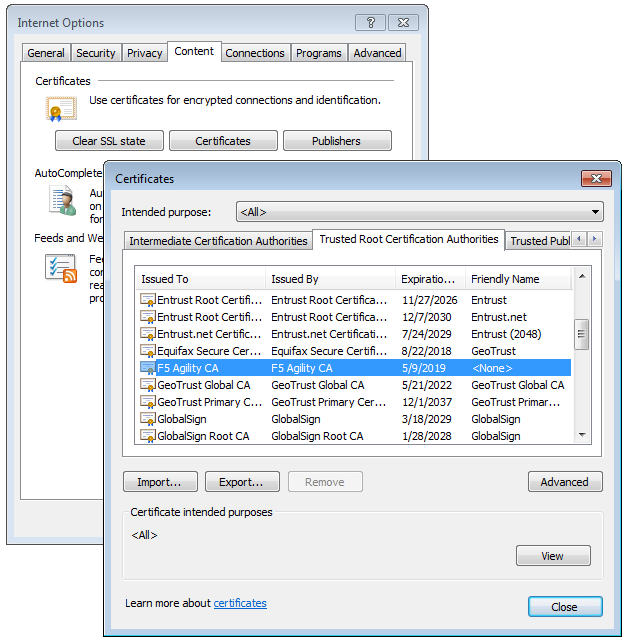 Internet Options
General Security Privacy Content Connections Programs Advanced
Certificates
Use certificates for encrypted connections and identification.
Clear SSL state Certificates Publishers
AutoComplete
Feeds and We
Certificates
Intended purpose: <All>
Intermediate Certification Authorities Trusted Root Certification Authorities Trusted Publ
Issued To Issued By Expiratio... Friendly Name
Entrust Root Certifi... Entrust Root Certifica... 11/27/2026 Entrust
Entrust Root Certifi... Entrust Root Certifica... 12/7/2030 Entrust.net
Entrust.net Certific... Entrust.net Certificati... 7/24/2029 Entrust (2048)
Equifax Secure Cer... Equifax Secure Certifi... 8/22/2018 GeoTrust
F5 Agility CA F5 Agility CA 5/9/2019 <None>
GeoTrust Global CA GeoTrust Global CA 5/21/2022 GeoTrust Global CA
GeoTrust Primary C... GeoTrust Primary Cer... 12/1/2037 GeoTrust Primar...
GlobalSign GlobalSign 3/18/2029 GlobalSign
GlobalSign Root CA GlobalSign Root CA 1/28/2028 GlobalSign
Import... Export... Remove Advanced
Certificate intended purposes
<All>
View
Learn more about certificates
Close